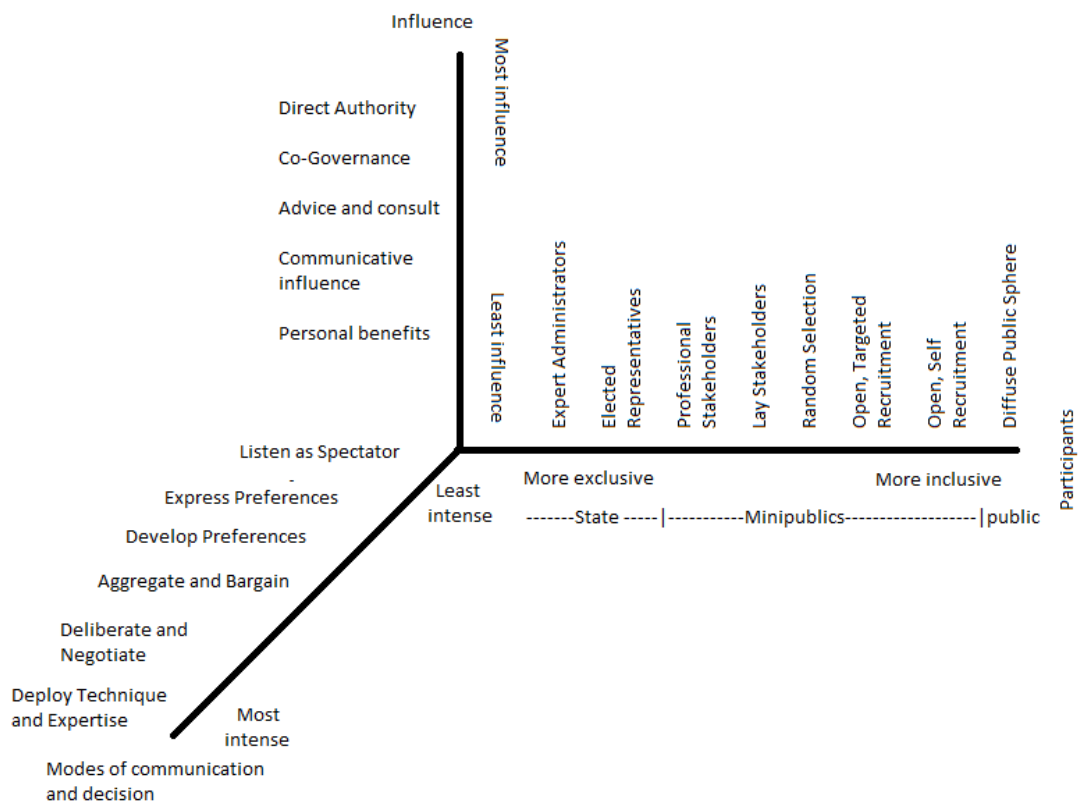 Influence
Most influence
Direct Authority
Co-Governance
Advice and consult
Communicative
influence
Personal benefits
Least influence
Expert Administrators
Elected
Representatives
Professional
Stakeholders
Lay Stakeholders
Random Selection
Open, Targeted
Recruitment
Open, Self
Recruitment
Diffuse Public Sphere
Participants
More exclusive
More inclusive
-------State -----|-----------Minipublics-------------------|public
Least
intense
Listen as Spectator
-
Express Preferences
Develop Preferences
Aggregate and Bargain
Deliberate and
Negotiate
Deploy Technique
and Expertise
Most
intense
Modes of communication
and decision